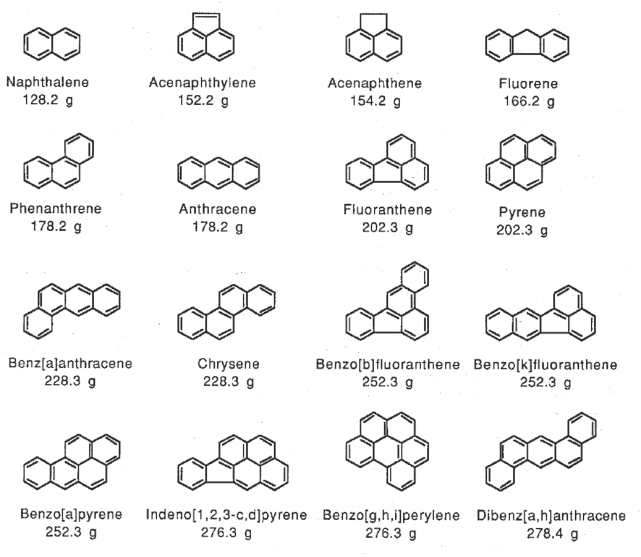 Naphthalene
128.2 g
Acenaphthylene
152.2 g
Acenaphthene
154.2 g
Fluorene
166.2 g
Phenanthrene
178.2 g
Anthracene
178.2 g
Fluoranthene
202.3 g
Pyrene
202.3 g
Benz[a]anthracene
228.3 g
Chrysene
228.3 g
Benzo[b]fluoranthene
252.3 g
Benzo[k]fluoranthene
252.3 g
Benzo[a]pyrene
252.3 g
Indeno[1,2,3-c,d]pyrene
276.3 g
Benzo[g,h,i]perylene
276.3 g
Dibenz[a,h]anthracene
278.4 g